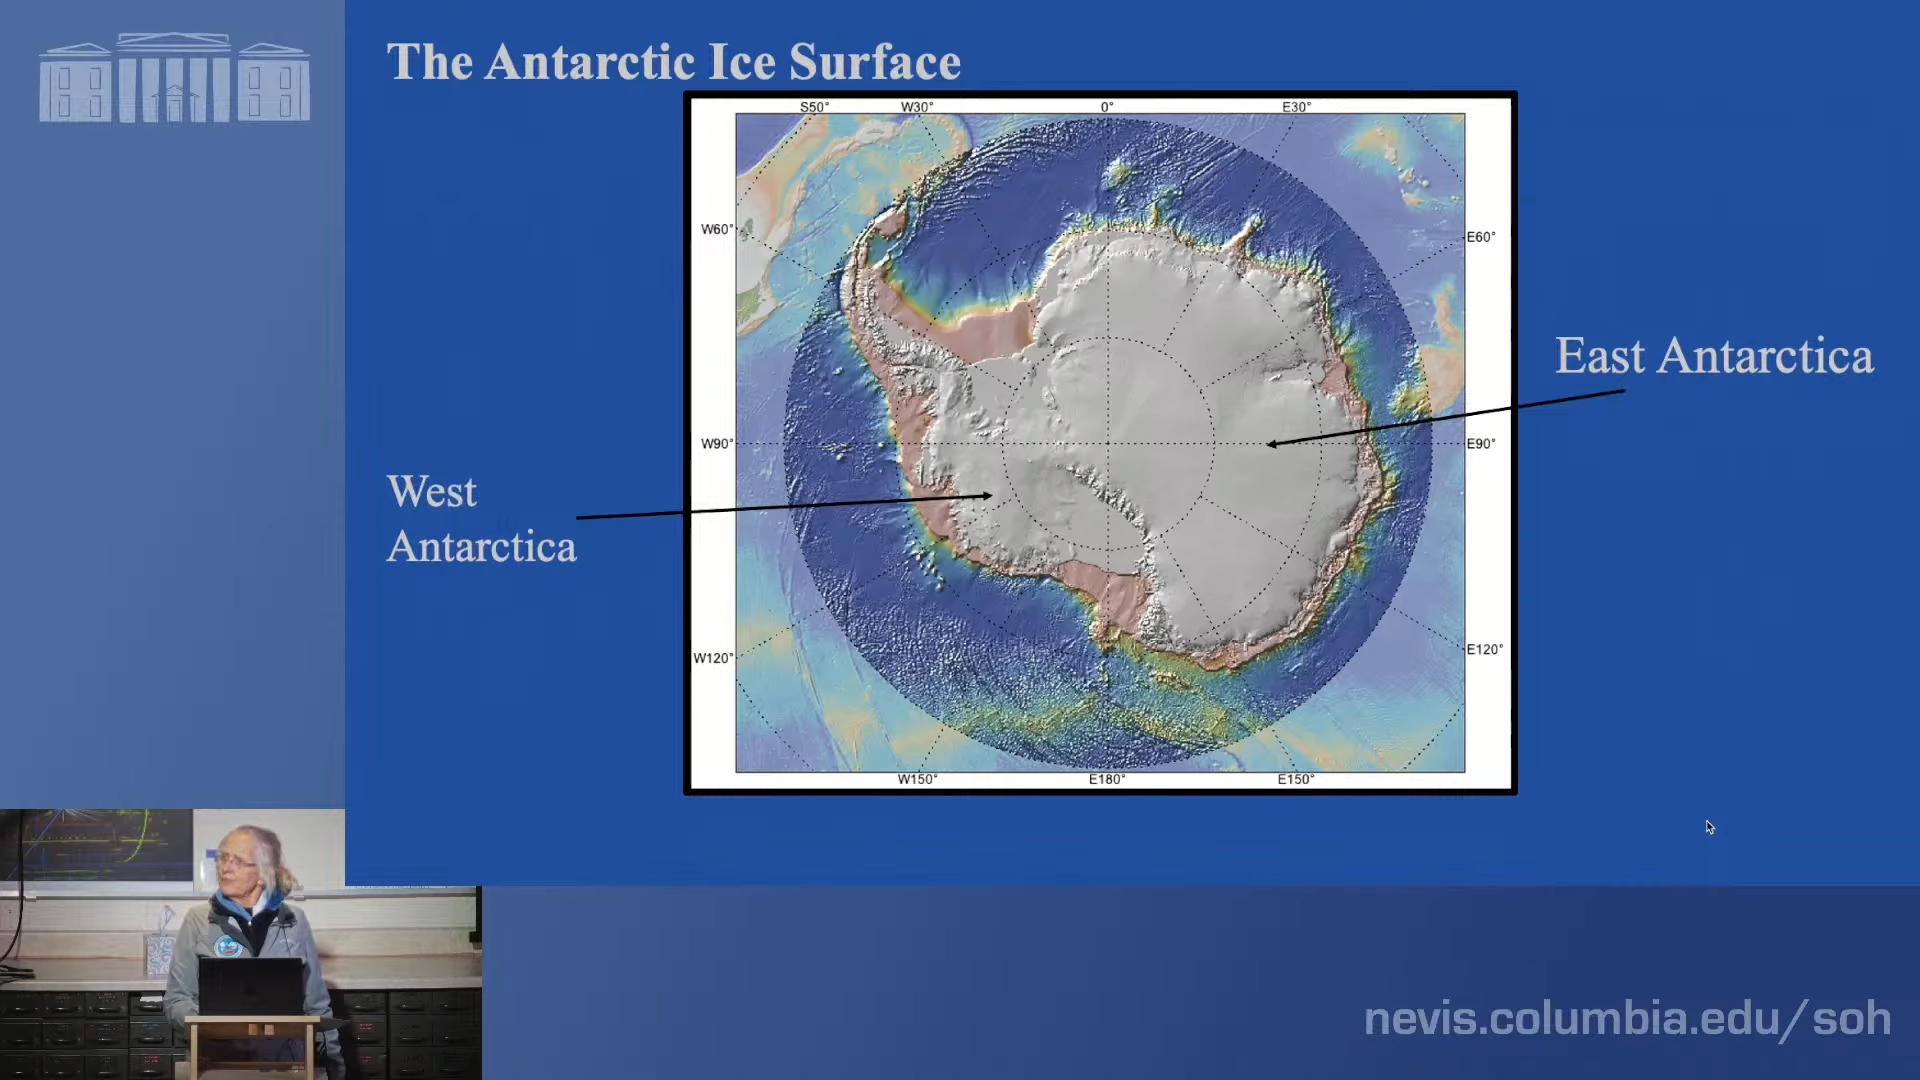 The Antarctic Ice Surface
S50° W30° 0° E30°
W60° E60°
East Antarctica
W90° E90°
West
Antarctica
W120° E120°
W150° E180° E150°
nevis.columbia.edu/soh